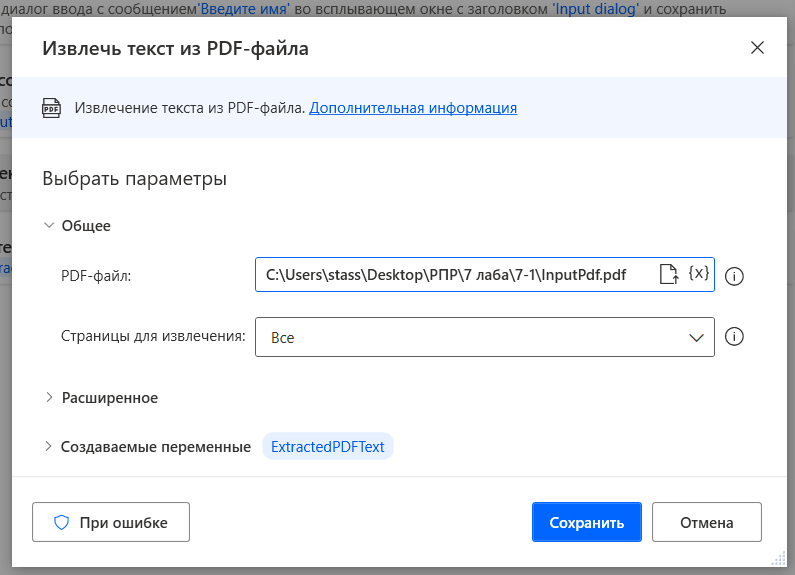 диалог ввода с сообщением'Введите имя' во всплывающем окне с заголовком 'Input dialog' и сохранить
Извлечь текст из PDF-файла
PDF Извлечение текста из PDF-файла. Дополнительная информация
Выбрать параметры
Общее
PDF-файл: C:\Users\stass\Desktop\РПР\7 лаба\7-1\InputPdf.pdf {x}
Страницы для извлечения: Все
Расширенное
Создаваемые переменные ExtractedPDFText
При ошибке Сохранить Отмена